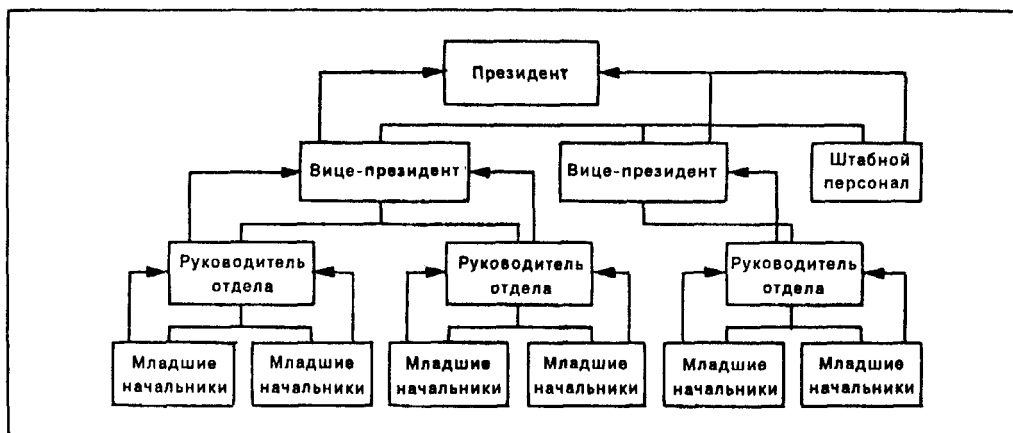 Президент
Вице-президент
Вице-президент
Штабной
персонал
Руководитель
отдела
Руководитель
отдела
Руководитель
отдела
Младшие
начальники
Младшие
начальники
Младшие
начальники
Младшие
начальники
Младшие
начальники
Младшие
начальники